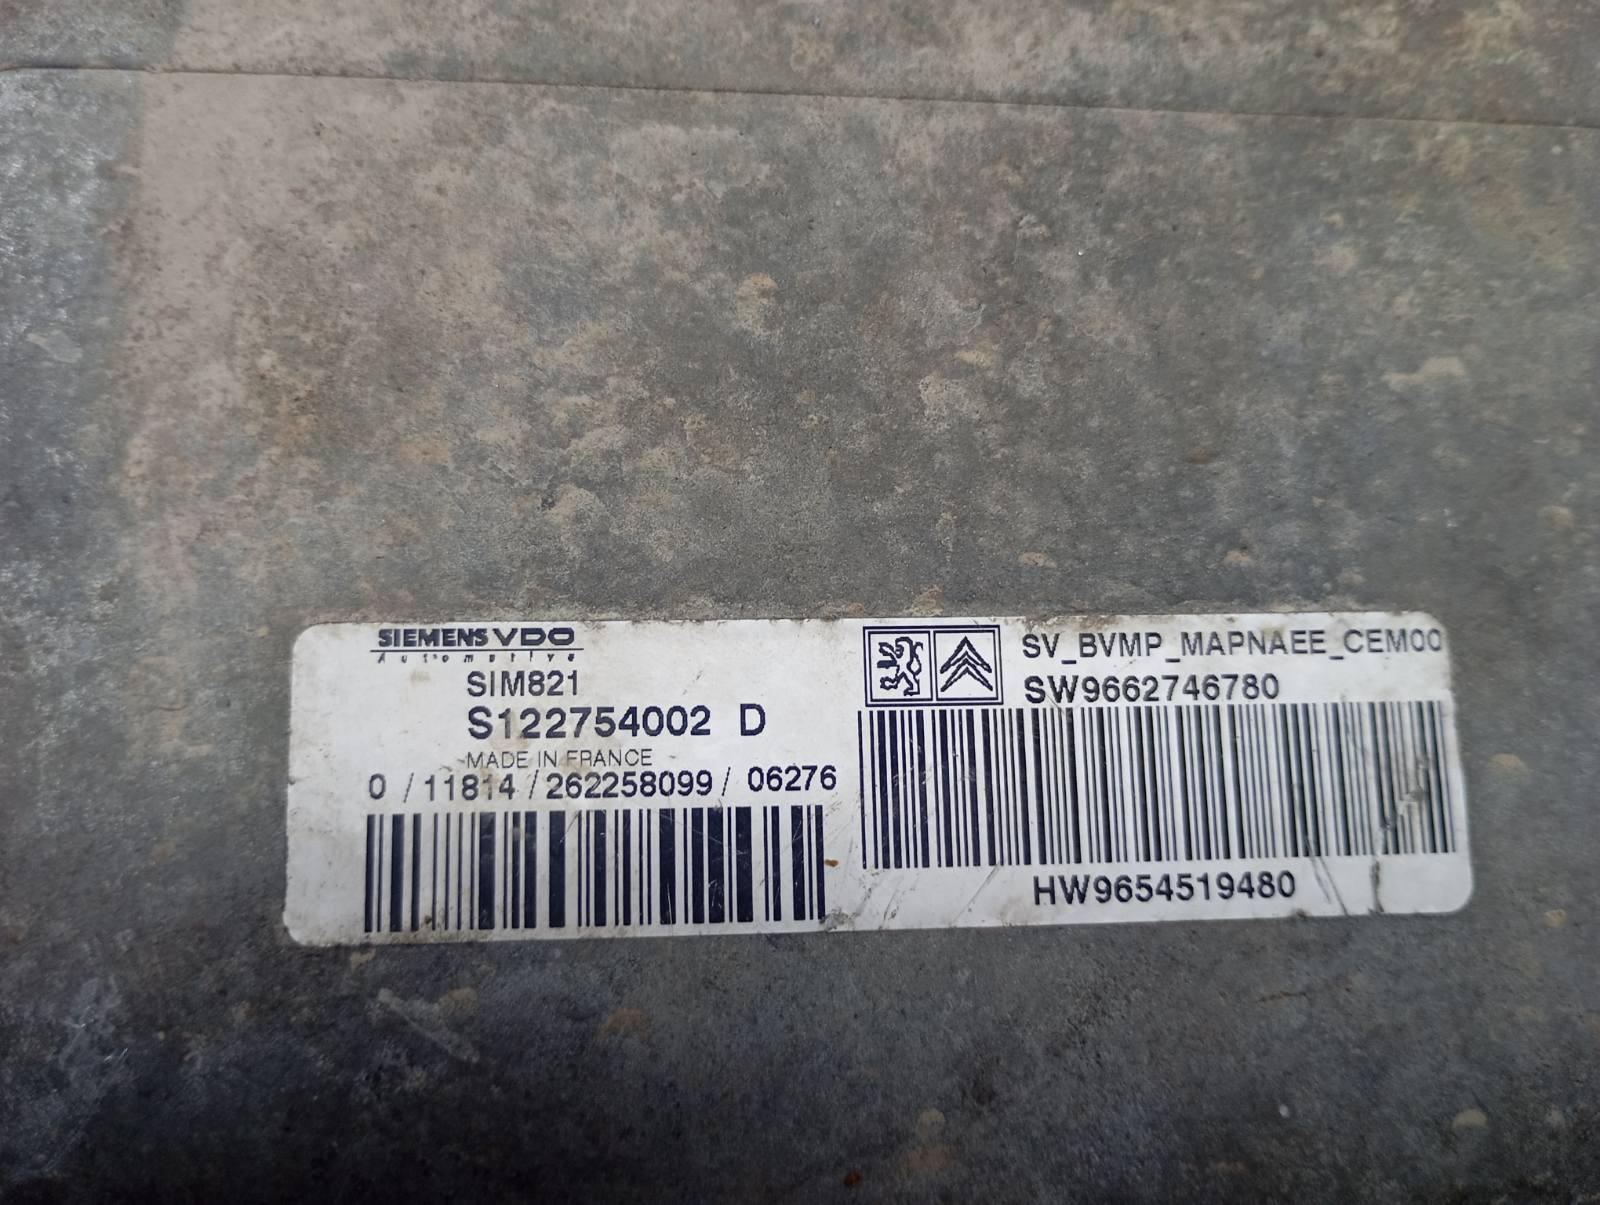 SIEMENS VDO
Automotive
SIM821
S122754002 D
MADE IN FRANCE
0 / 11814 / 262258099 / 06276
SV_BVMP_MAPNAEE_CEM00
SW9662746780
HW9654519480